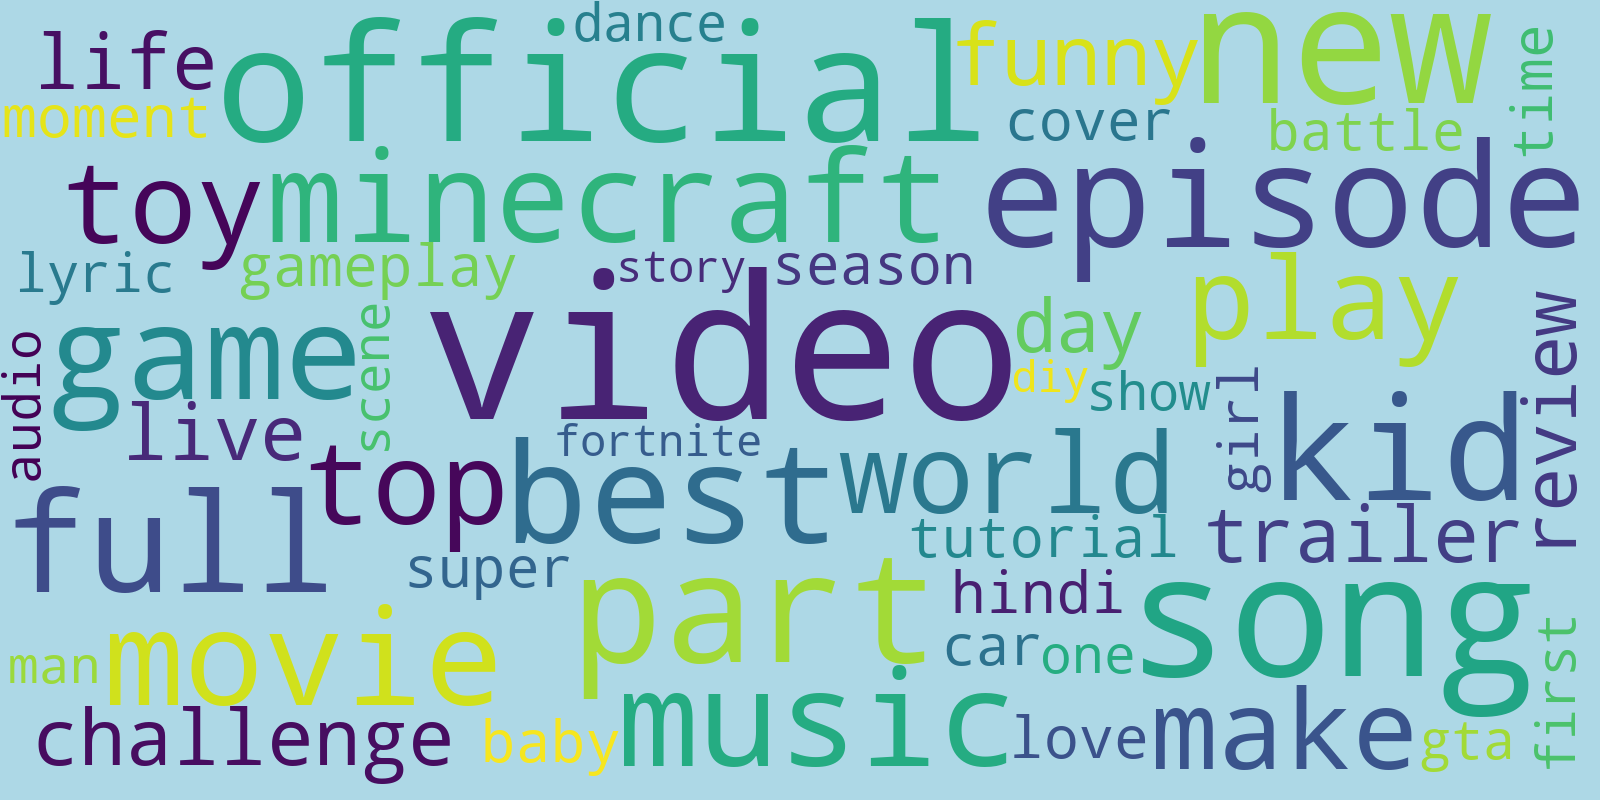 dance
life
official
funny
new
time
moment
cover
battle
toy
minecraft
episode
lyric
gameplay
story
season
play
game
scene
video
day
review
audio
diy
show
girl
kid
live
fortnite
top
best
world
full
tutorial
trailer
super
part
hindi
song
man
movie
car
one
first
challenge
baby
music
love
make
gta